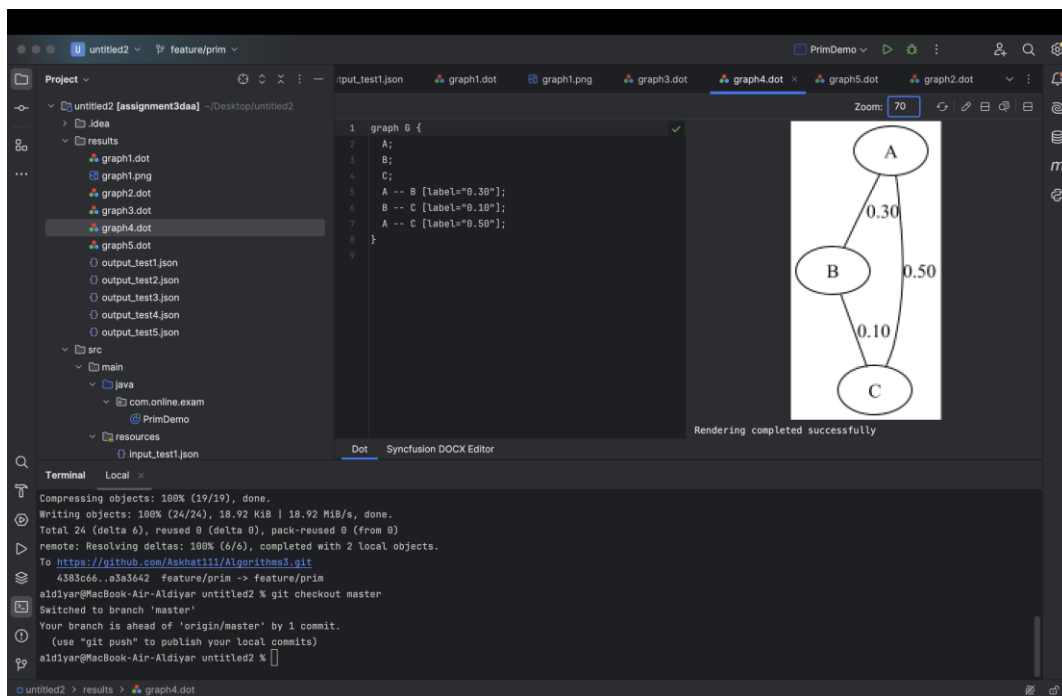 U untitled2
feature/prim
PrimDemo
Project
tput_test1.json
graph1.dot
graph1.png
graph3.dot
graph4.dot
graph5.dot
graph2.dot
Zoom: 70
untitled2 [assignment3daa] ~/Desktop/untitled2
.idea
results
graph1.dot
graph1.png
graph2.dot
graph3.dot
graph4.dot
graph5.dot
{} output_test1.json
{} output_test2.json
{} output_test3.json
{} output_test4.json
{} output_test5.json
src
main
java
com.online.exam
PrimDemo
resources
{} input_test1.json
1 graph G {
2 A;
3 B;
4 C;
5 A -- B [label="0.30"];
6 B -- C [label="0.10"];
7 A -- C [label="0.50"];
8 }
9
A
0.30
B
0.50
0.10
C
Rendering completed successfully
Dot
Syncfusion DOCX Editor
m
Terminal
Local
Compressing objects: 100% (19/19), done.
Writing objects: 100% (24/24), 18.92 KiB | 18.92 MiB/s, done.
Total 24 (delta 6), reused 0 (delta 0), pack-reused 0 (from 0)
remote: Resolving deltas: 100% (6/6), completed with 2 local objects.
To https://github.com/Askhat111/Algorithms3.git
4383c66..a3a3642 feature/prim -> feature/prim
a1d1yar@MacBook-Air-Aldiyar untitled2 % git checkout master
Switched to branch 'master'
Your branch is ahead of 'origin/master' by 1 commit.
(use "git push" to publish your local commits)
a1d1yar@MacBook-Air-Aldiyar untitled2 %
untitled2 > results > graph4.dot